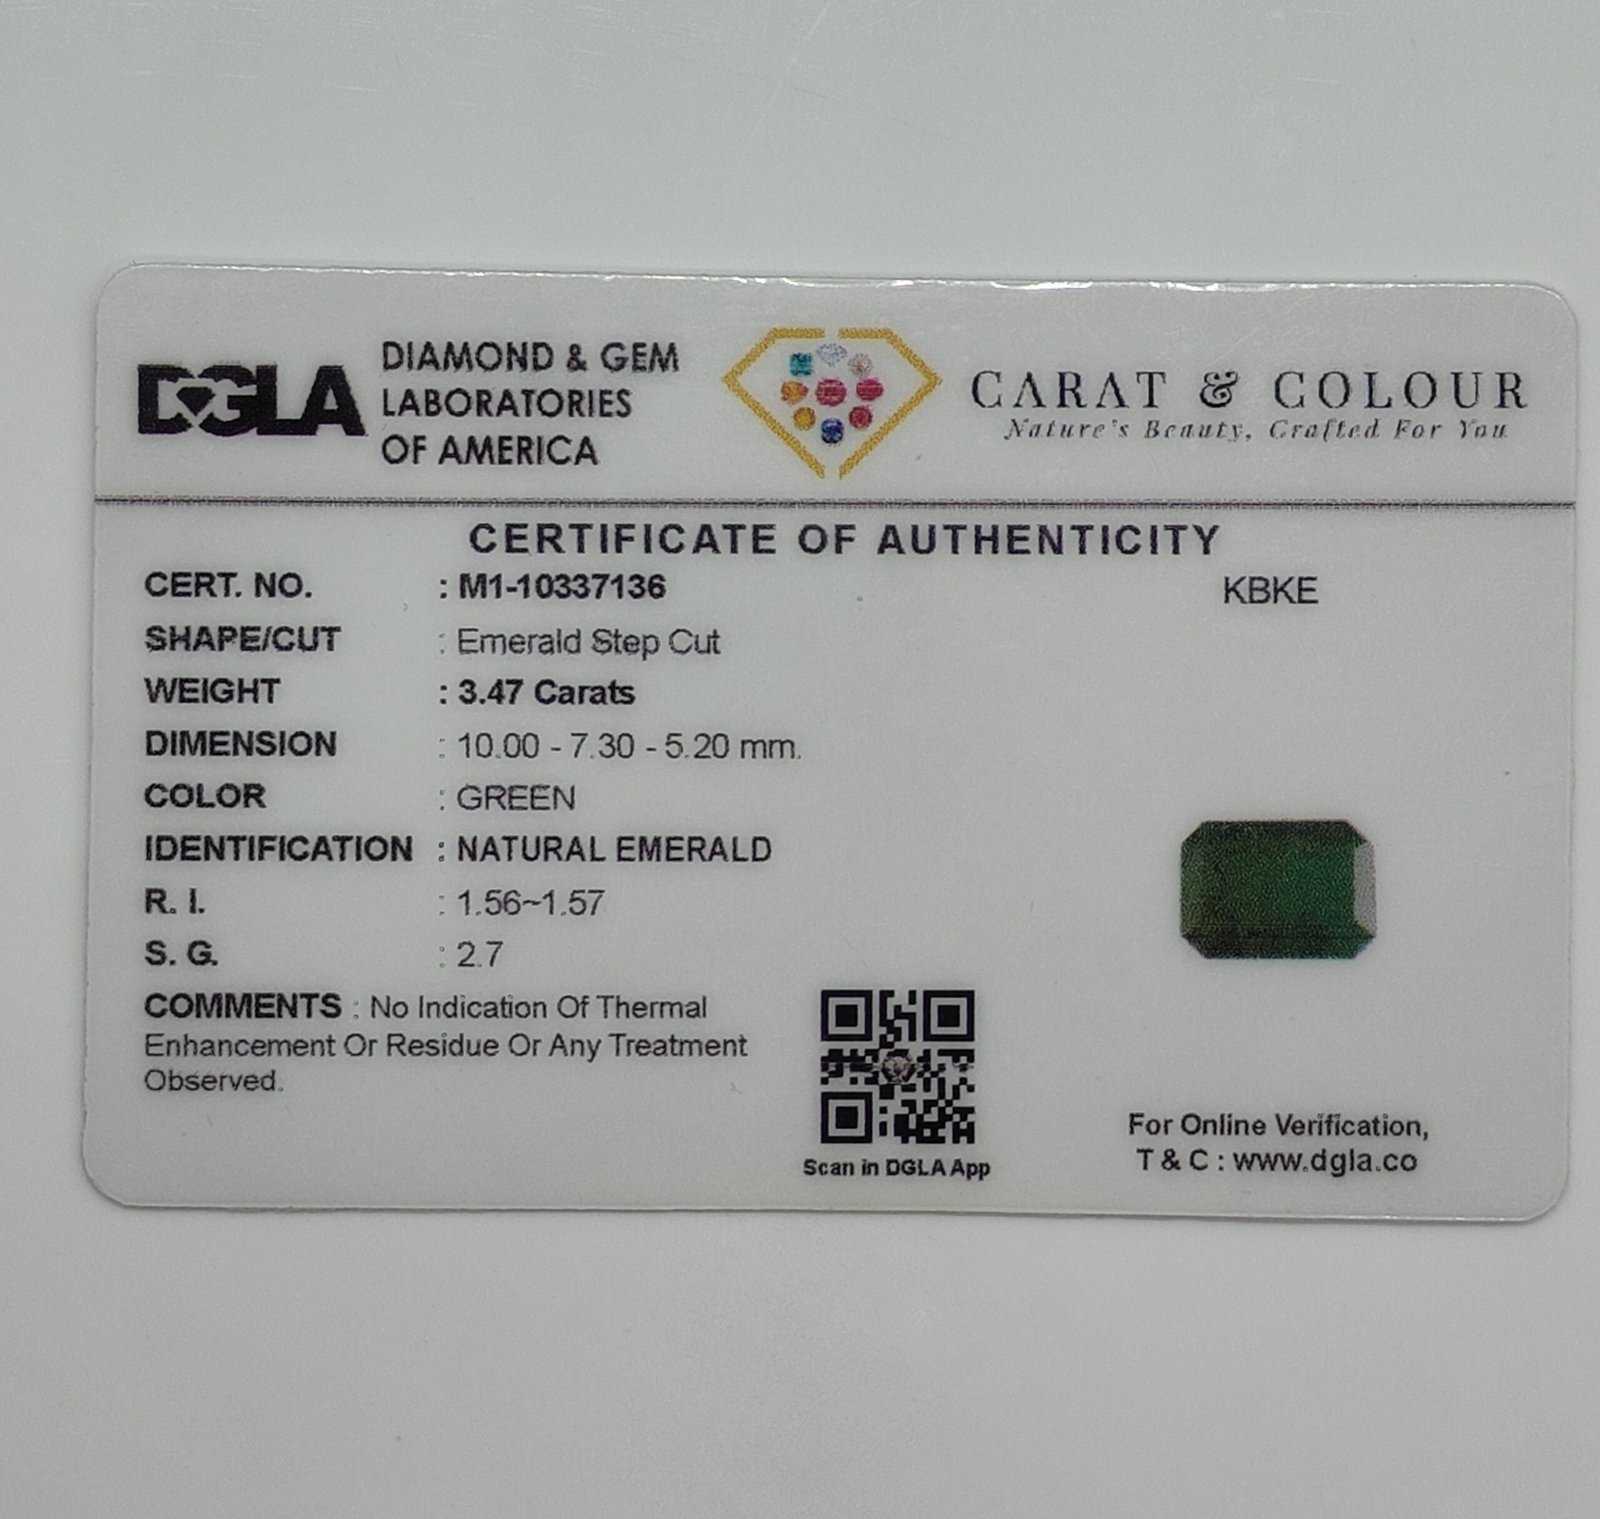 DGLA
DIAMOND & GEM
LABORATORIES
OF AMERICA
CARAT & COLOUR
Nature's Beauty, Crafted For You
CERTIFICATE OF AUTHENTICITY
CERT. NO. : M1-10337136
KBKE
SHAPE/CUT : Emerald Step Cut
WEIGHT : 3.47 Carats
DIMENSION : 10.00 - 7.30 - 5.20 mm.
COLOR : GREEN
IDENTIFICATION : NATURAL EMERALD
R. I. : 1.56~1.57
S. G. : 2.7
COMMENTS : No Indication Of Thermal
Enhancement Or Residue Or Any Treatment
Observed.
Scan in DGLA App
For Online Verification,
T & C : www.dgla.co